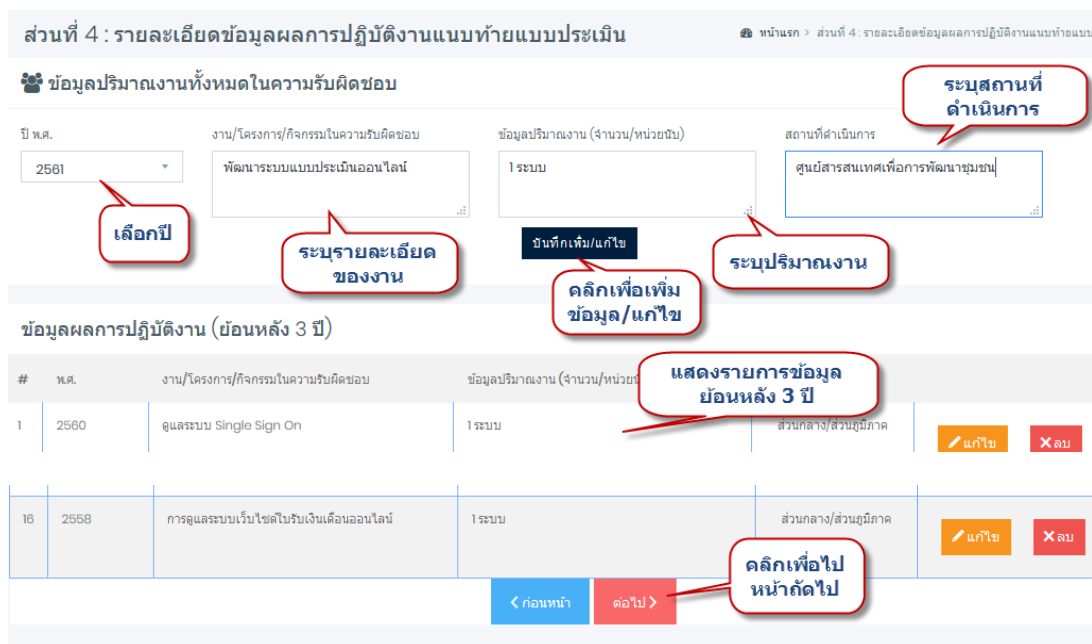 ส่วนที่ 4 : รายละเอียดข้อมูลผลการปฏิบัติงานแนบท้ายแบบประเมิน
หน้าแรก > ส่วนที่ 4 : รายละเอียดข้อมูลผลการปฏิบัติงานแนบท้ายแบบ
ข้อมูลปริมาณงานทั้งหมดในความรับผิดชอบ
ระบุสถานที่
ดำเนินการ
ปี พ.ศ.
งาน/โครงการ/กิจกรรมในความรับผิดชอบ
ข้อมูลปริมาณงาน (จำนวน/หน่วยนับ)
สถานที่ดำเนินการ
2561
พัฒนาระบบแบบประเมินออนไลน์
1 ระบบ
ศูนย์สารสนเทศเพื่อการพัฒนาชุมชน
เลือกปี
ระบุรายละเอียด
ของงาน
บันทึกเพิ่ม/แก้ไข
ระบุปริมาณงาน
คลิกเพื่อเพิ่ม
ข้อมูล/แก้ไข
ข้อมูลผลการปฏิบัติงาน (ย้อนหลัง 3 ปี)
แสดงรายการข้อมูล
ย้อนหลัง 3 ปี
# พ.ศ. งาน/โครงการ/กิจกรรมในความรับผิดชอบ ข้อมูลปริมาณงาน (จำนวน/หน่วยนับ
1 2560 ดูแลระบบ Single Sign On 1 ระบบ ส่วนกลาง/ส่วนภูมิภาค แก้ไข ลบ
16 2558 การดูแลระบบเว็บไซต์ใบรับเงินเดือนออนไลน์ 1 ระบบ ส่วนกลาง/ส่วนภูมิภาค แก้ไข ลบ
คลิกเพื่อไป
หน้าถัดไป
ก่อนหน้า ต่อไป